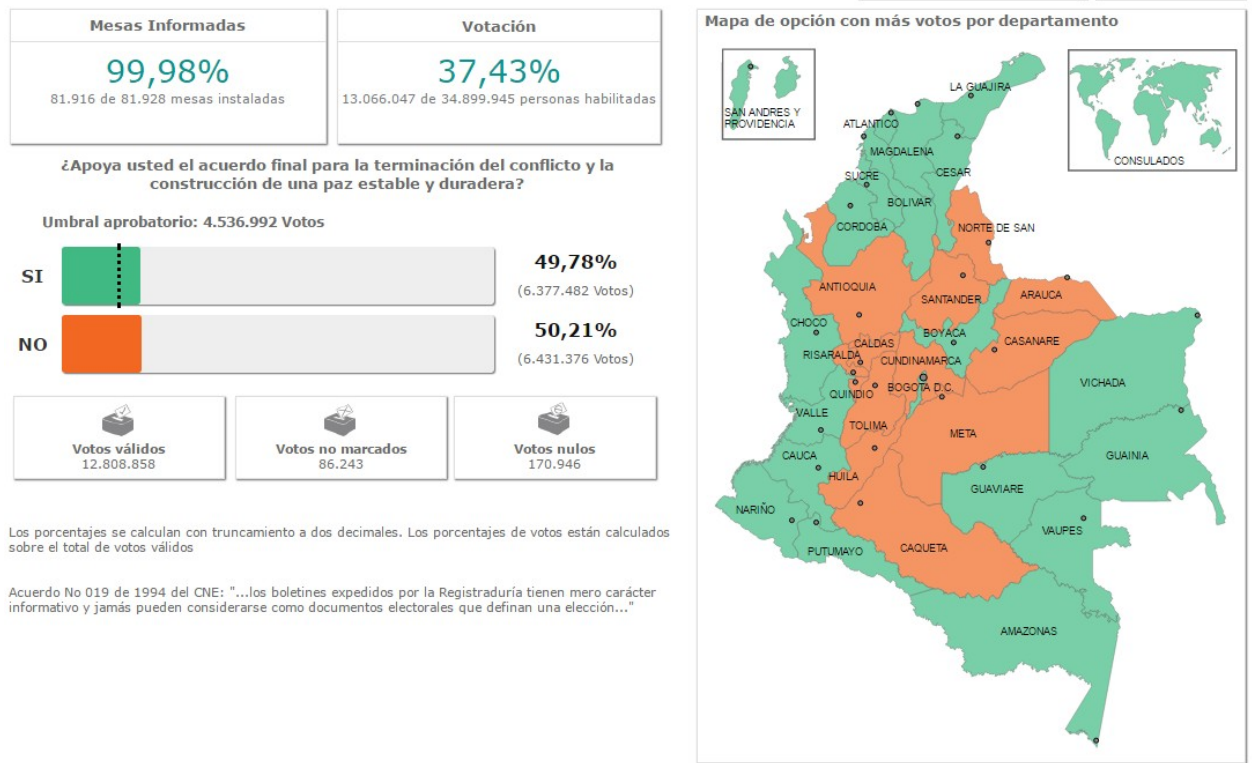 Mesas Informadas
99,98%
81.916 de 81.928 mesas instaladas
Votación
37,43%
13.066.047 de 34.899.945 personas habilitadas
¿Apoya usted el acuerdo final para la terminación del conflicto y la
construcción de una paz estable y duradera?
Umbral aprobatorio: 4.536.992 Votos
SI
49,78%
(6.377.482 Votos)
NO
50,21%
(6.431.376 Votos)
Votos válidos
12.808.858
Votos no marcados
86.243
Votos nulos
170.946
Los porcentajes se calculan con truncamiento a dos decimales. Los porcentajes de votos están calculados
sobre el total de votos válidos
Acuerdo No 019 de 1994 del CNE: "...los boletines expedidos por la Registraduría tienen mero carácter
informativo y jamás pueden considerarse como documentos electorales que definan una elección..."
Mapa de opción con más votos por departamento
SAN ANDRES Y
PROVIDENCIA
CONSULADOS
LA GUAJIRA
ATLANTICO
MAGDALENA
CESAR
SUCRE
BOLIVAR
CORDOBA
NORTE DE SAN
ANTIOQUIA
SANTANDER
ARAUCA
CHOCO
BOYACA
CASANARE
CALDAS
RISARALDA
CUNDINAMARCA
VICHADA
QUINDIO
BOGOTA D.C.
VALLE
TOLIMA
META
CAUCA
GUAINIA
HUILA
GUAVIARE
NARIÑO
VAUPES
PUTUMAYO
CAQUETA
AMAZONAS